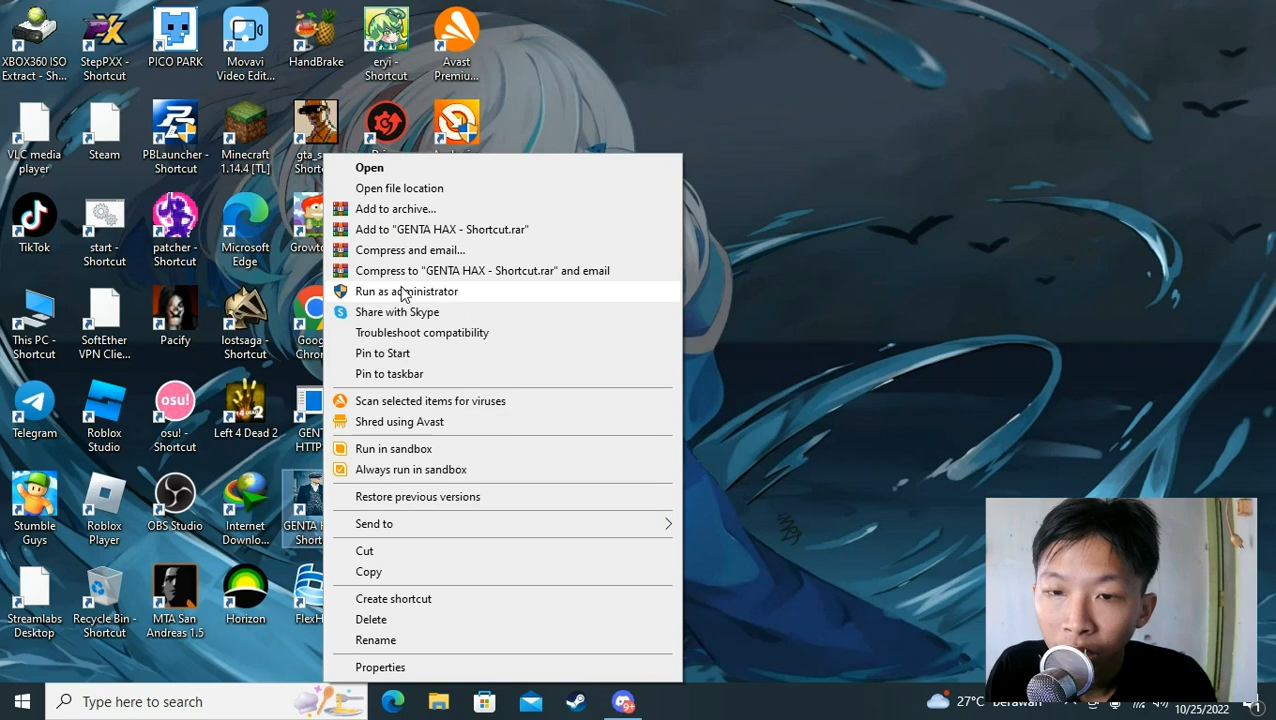 XBOX360 ISO
Extract - Sh...
StepPXX -
Shortcut
PICO PARK
Movavi
Video Edit...
HandBrake
eryi -
Shortcut
Avast
Premiu...
VLC media
player
Steam
PBLauncher -
Shortcut
Minecraft
1.14.4 [TL]
gta_s
Shortc
TikTok
start -
Shortcut
patcher -
Shortcut
Microsoft
Edge
Growto
This PC -
Shortcut
SoftEther
VPN Clie...
Pacify
lostsaga -
Shortcut
Goog
Chro
Telegram
Roblox
Studio
osu!
osu! -
Shortcut
Left 4 Dead 2
GENT
HTTP
Stumble
Guys
Roblox
Player
OBS Studio
Internet
Downlo...
GENTA H
Short
Streamlabs
Desktop
Recycle Bin -
Shortcut
MTA San
Andreas 1.5
Horizon
FlexH
Open
Open file location
Add to archive...
Add to "GENTA HAX - Shortcut.rar"
Compress and email...
Compress to "GENTA HAX - Shortcut.rar" and email
Run as administrator
Share with Skype
Troubleshoot compatibility
Pin to Start
Pin to taskbar
Scan selected items for viruses
Shred using Avast
Run in sandbox
Always run in sandbox
Restore previous versions
Send to
Cut
Copy
Create shortcut
Delete
Rename
Properties
Type here to search
9+
27°C
10/25/2022
1